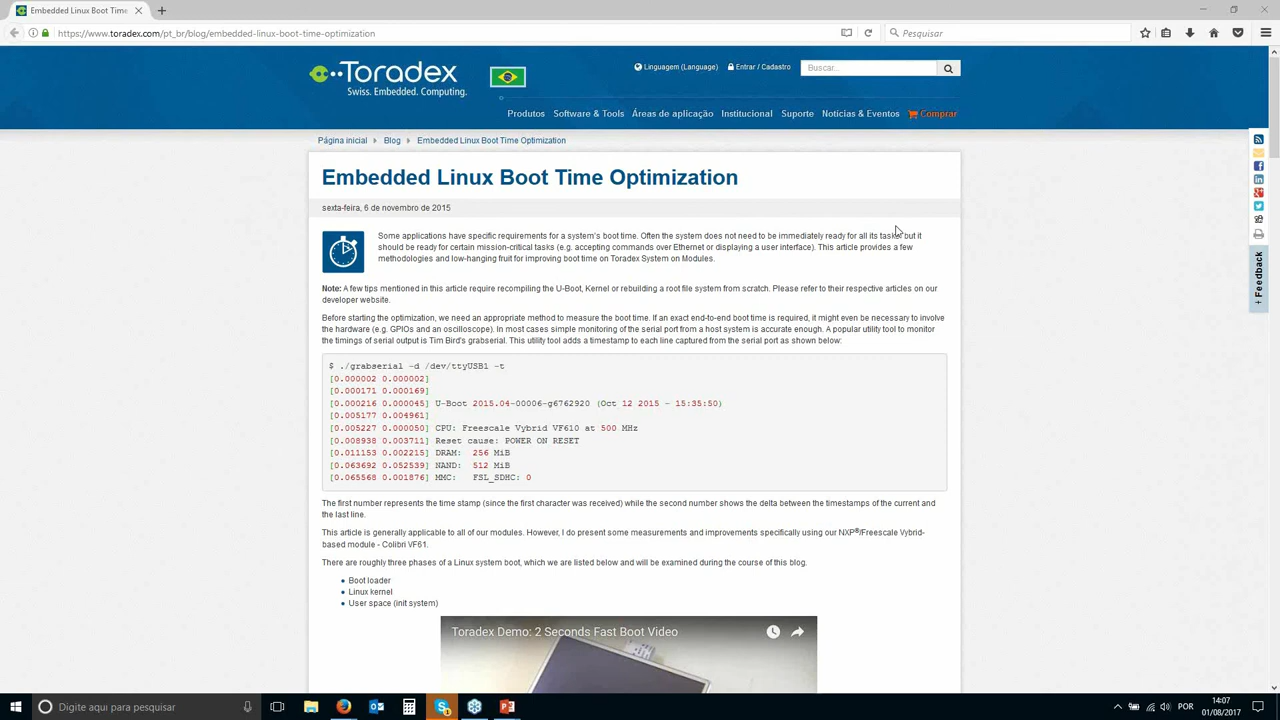 Embedded Linux Boot Time
https://www.toradex.com/pt_br/blog/embedded-linux-boot-time-optimization
Pesquisar
Toradex
Swiss. Embedded. Computing.
Linguagem (Language)
Entrar / Cadastro
Buscar...
Produtos
Software & Tools
Áreas de aplicação
Institucional
Suporte
Notícias & Eventos
Comprar
Página inicial
Blog
Embedded Linux Boot Time Optimization
Embedded Linux Boot Time Optimization
sexta-feira, 6 de novembro de 2015
Some applications have specific requirements for a system's boot time. Often the system does not need to be immediately ready for all its tasks, but it
should be ready for certain mission-critical tasks (e.g. accepting commands over Ethernet or displaying a user interface). This article provides a few
methodologies and low-hanging fruit for improving boot time on Toradex System on Modules.
Note: A few tips mentioned in this article require recompiling the U-Boot, Kernel or rebuilding a root file system from scratch. Please refer to their respective articles on our
developer website.
Before starting the optimization, we need an appropriate method to measure the boot time. If an exact end-to-end boot time is required, it might even be necessary to involve
the hardware (e.g. GPIOs and an oscilloscope). In most cases simple monitoring of the serial port from a host system is accurate enough. A popular utility tool to monitor
the timings of serial output is Tim Bird's grabserial. This utility tool adds a timestamp to each line captured from the serial port as shown below:
$ ./grabserial -d /dev/ttyUSB1 -t
[0.000002 0.000002]
[0.000171 0.000169]
[0.000216 0.000045] U-Boot 2015.04-00006-g6762920 (Oct 12 2015 - 15:35:50)
[0.005177 0.004961]
[0.005227 0.000050] CPU: Freescale Vybrid VF610 at 500 MHz
[0.008938 0.003711] Reset cause: POWER ON RESET
[0.011153 0.002215] DRAM: 256 MiB
[0.063692 0.052539] NAND: 512 MiB
[0.065568 0.001876] MMC: FSL_SDHC: 0
The first number represents the time stamp (since the first character was received) while the second number shows the delta between the timestamps of the current and
the last line.
This article is generally applicable to all of our modules. However, I do present some measurements and improvements specifically using our NXP®/Freescale Vybrid-
based module - Colibri VF61.
There are roughly three phases of a Linux system boot, which we are listed below and will be examined during the course of this blog.
Boot loader
Linux kernel
User space (init system)
Toradex Demo: 2 Seconds Fast Boot Video
+ Feedback
Digite aqui para pesquisar
POR
14:07
01/08/2017